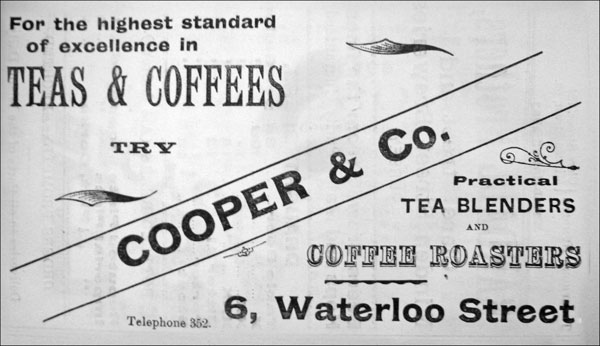 For the highest standard
of excellence in
TEAS & COFFEES
TRY
COOPER & Co.
Practical
TEA BLENDERS
AND
COFFEE ROASTERS
6, Waterloo Street
Telephone 352.